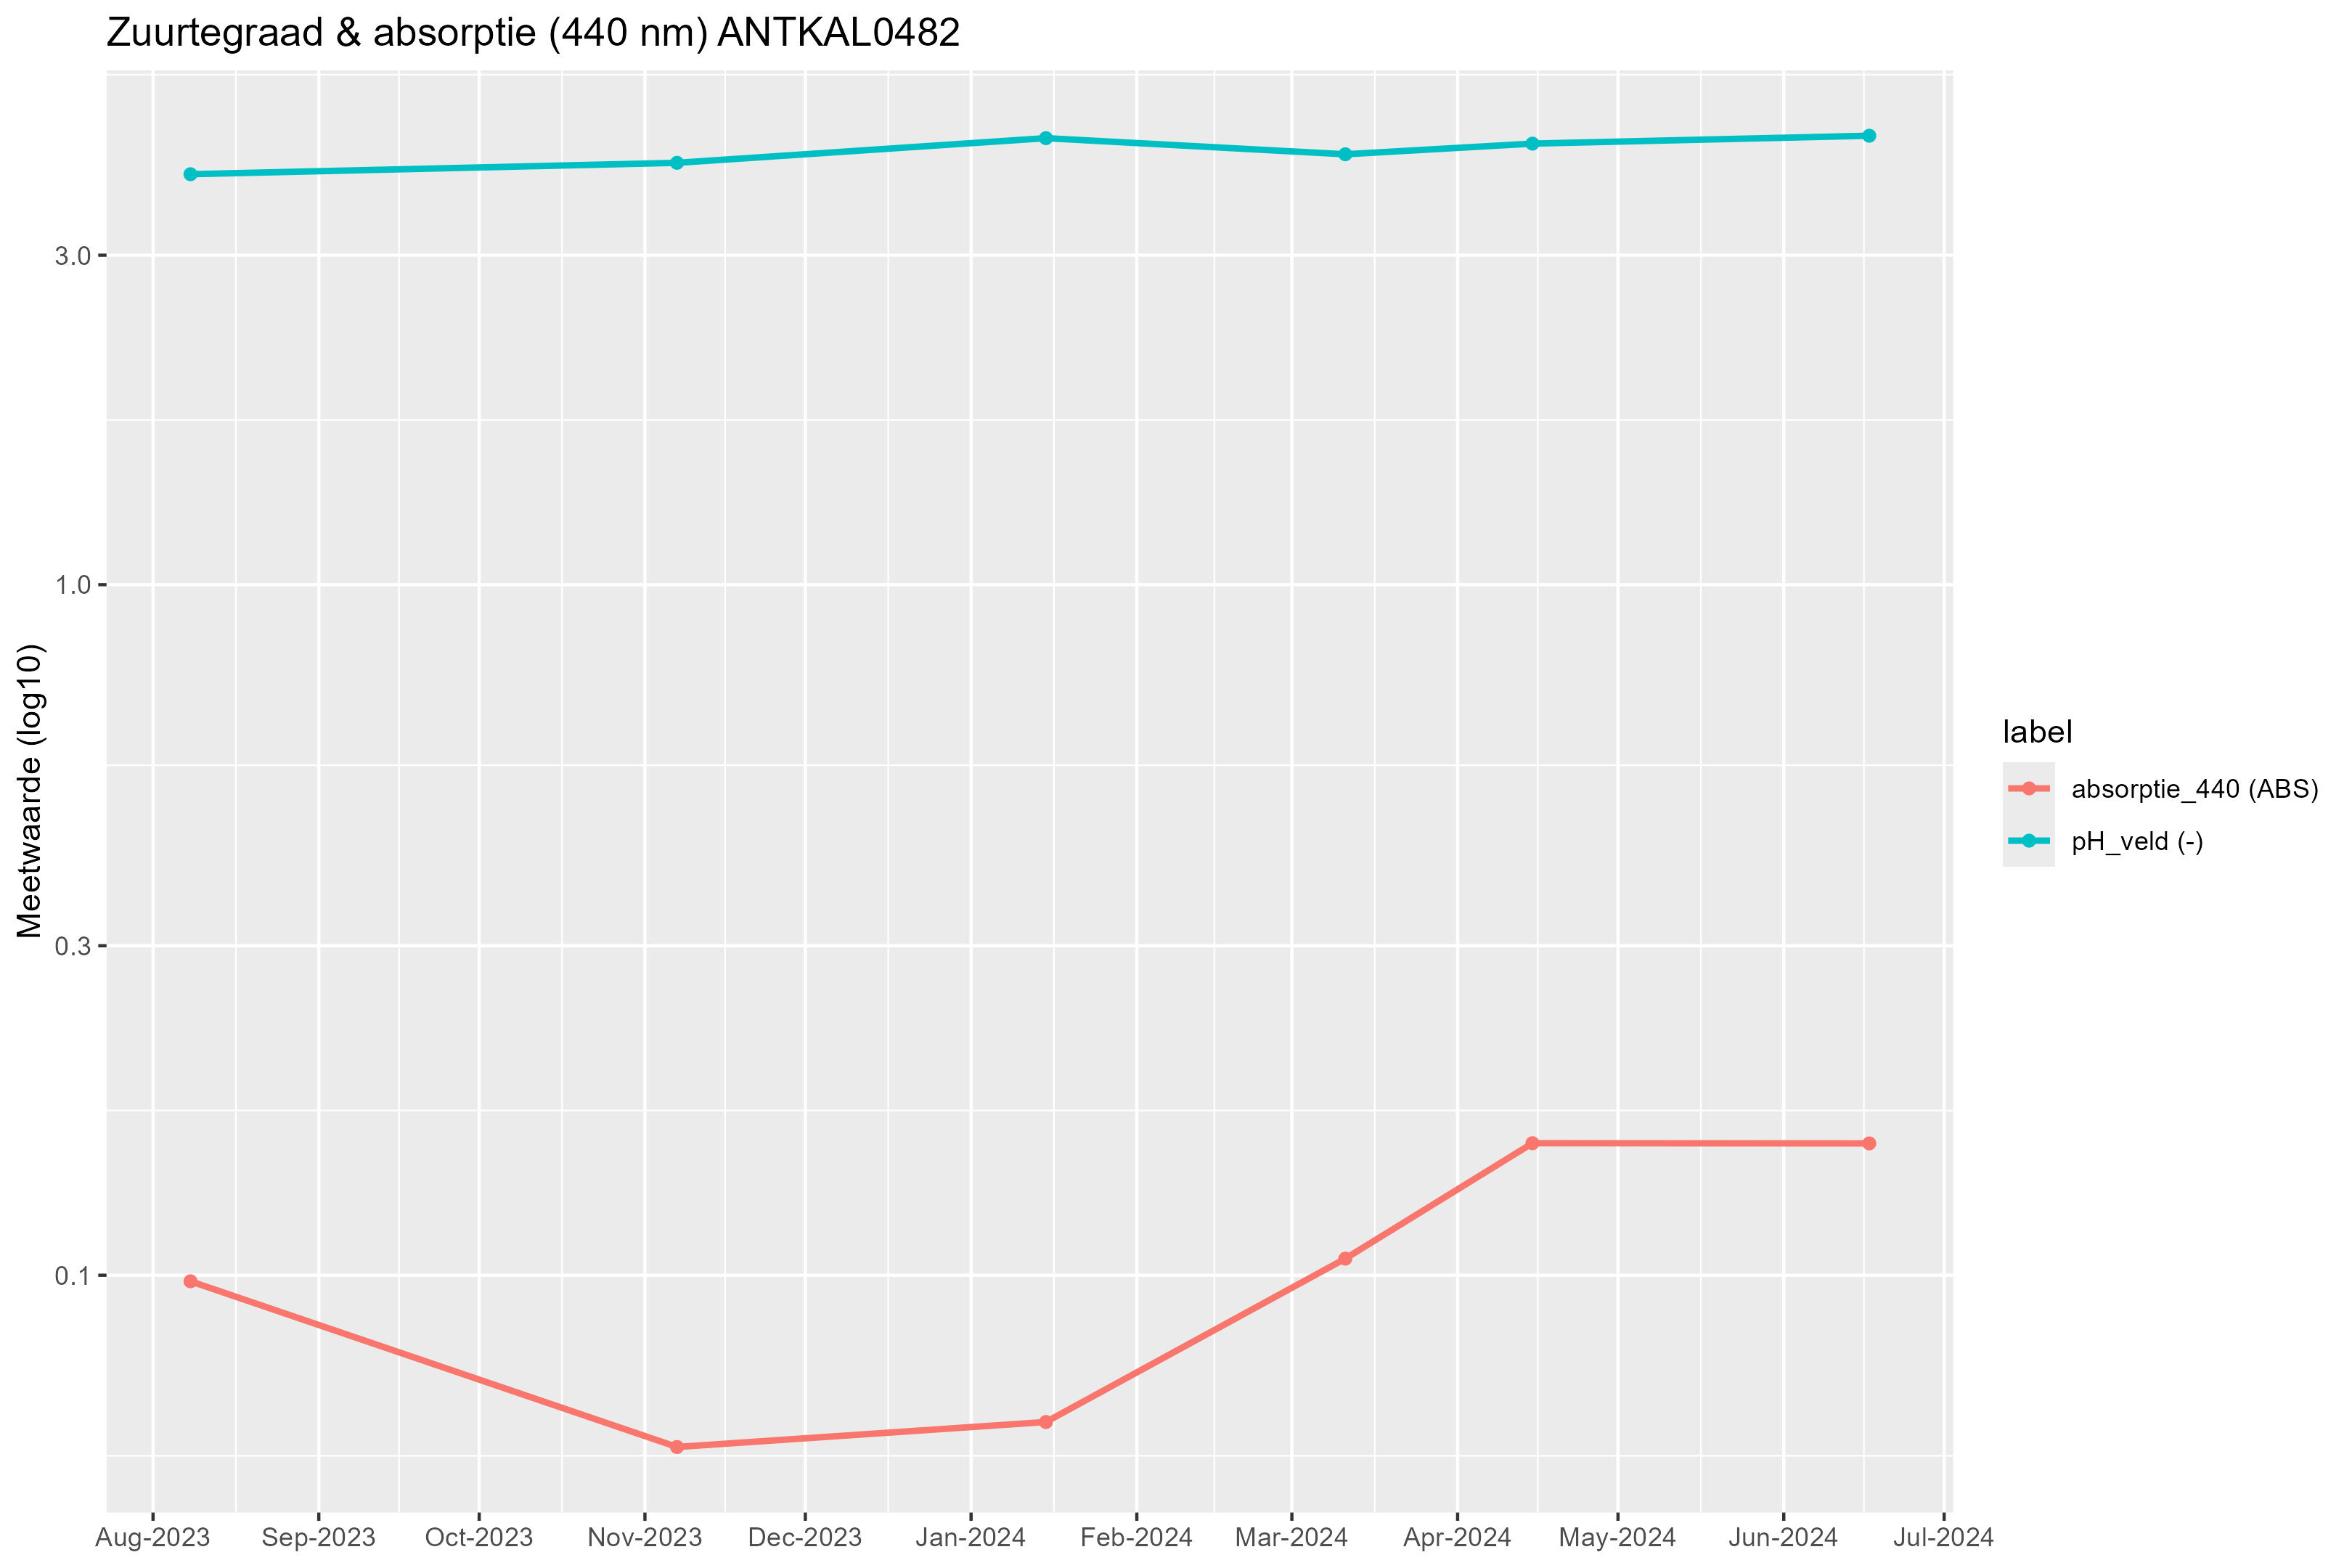 Zuurtegraad & absorptie (440 nm) ANTKAL0482
Meetwaarde (log10)
3.0
1.0
0.3
0.1
Aug-2023 Sep-2023 Oct-2023 Nov-2023 Dec-2023 Jan-2024 Feb-2024 Mar-2024 Apr-2024 May-2024 Jun-2024 Jul-2024
label
absorptie_440 (ABS)
pH_veld (-)